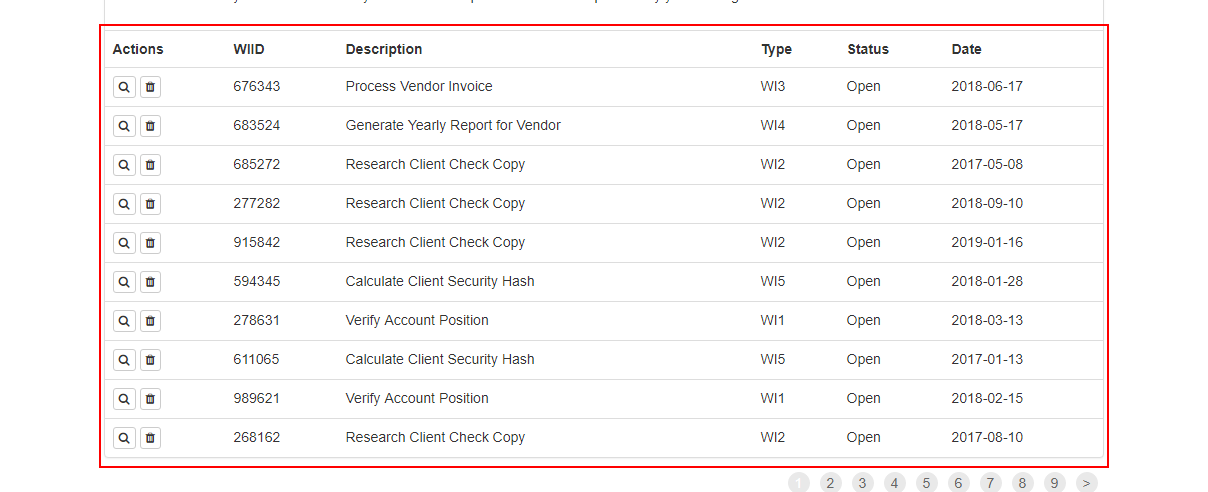 Actions WIID Description Type Status Date
676343 Process Vendor Invoice WI3 Open 2018-06-17
683524 Generate Yearly Report for Vendor WI4 Open 2018-05-17
685272 Research Client Check Copy WI2 Open 2017-05-08
277282 Research Client Check Copy WI2 Open 2018-09-10
915842 Research Client Check Copy WI2 Open 2019-01-16
594345 Calculate Client Security Hash WI5 Open 2018-01-28
278631 Verify Account Position WI1 Open 2018-03-13
611065 Calculate Client Security Hash WI5 Open 2017-01-13
989621 Verify Account Position WI1 Open 2018-02-15
268162 Research Client Check Copy WI2 Open 2017-08-10
1 2 3 4 5 6 7 8 9 >